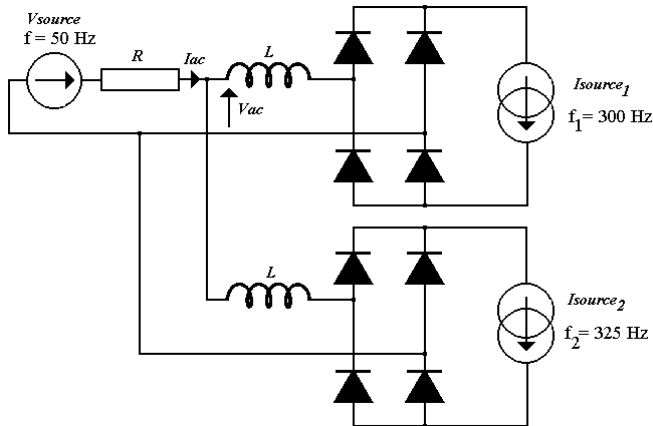 Vsource
f = 50 Hz
R
Iac
L
Vac
Isource1
f1= 300 Hz
L
Isource2
f2= 325 Hz